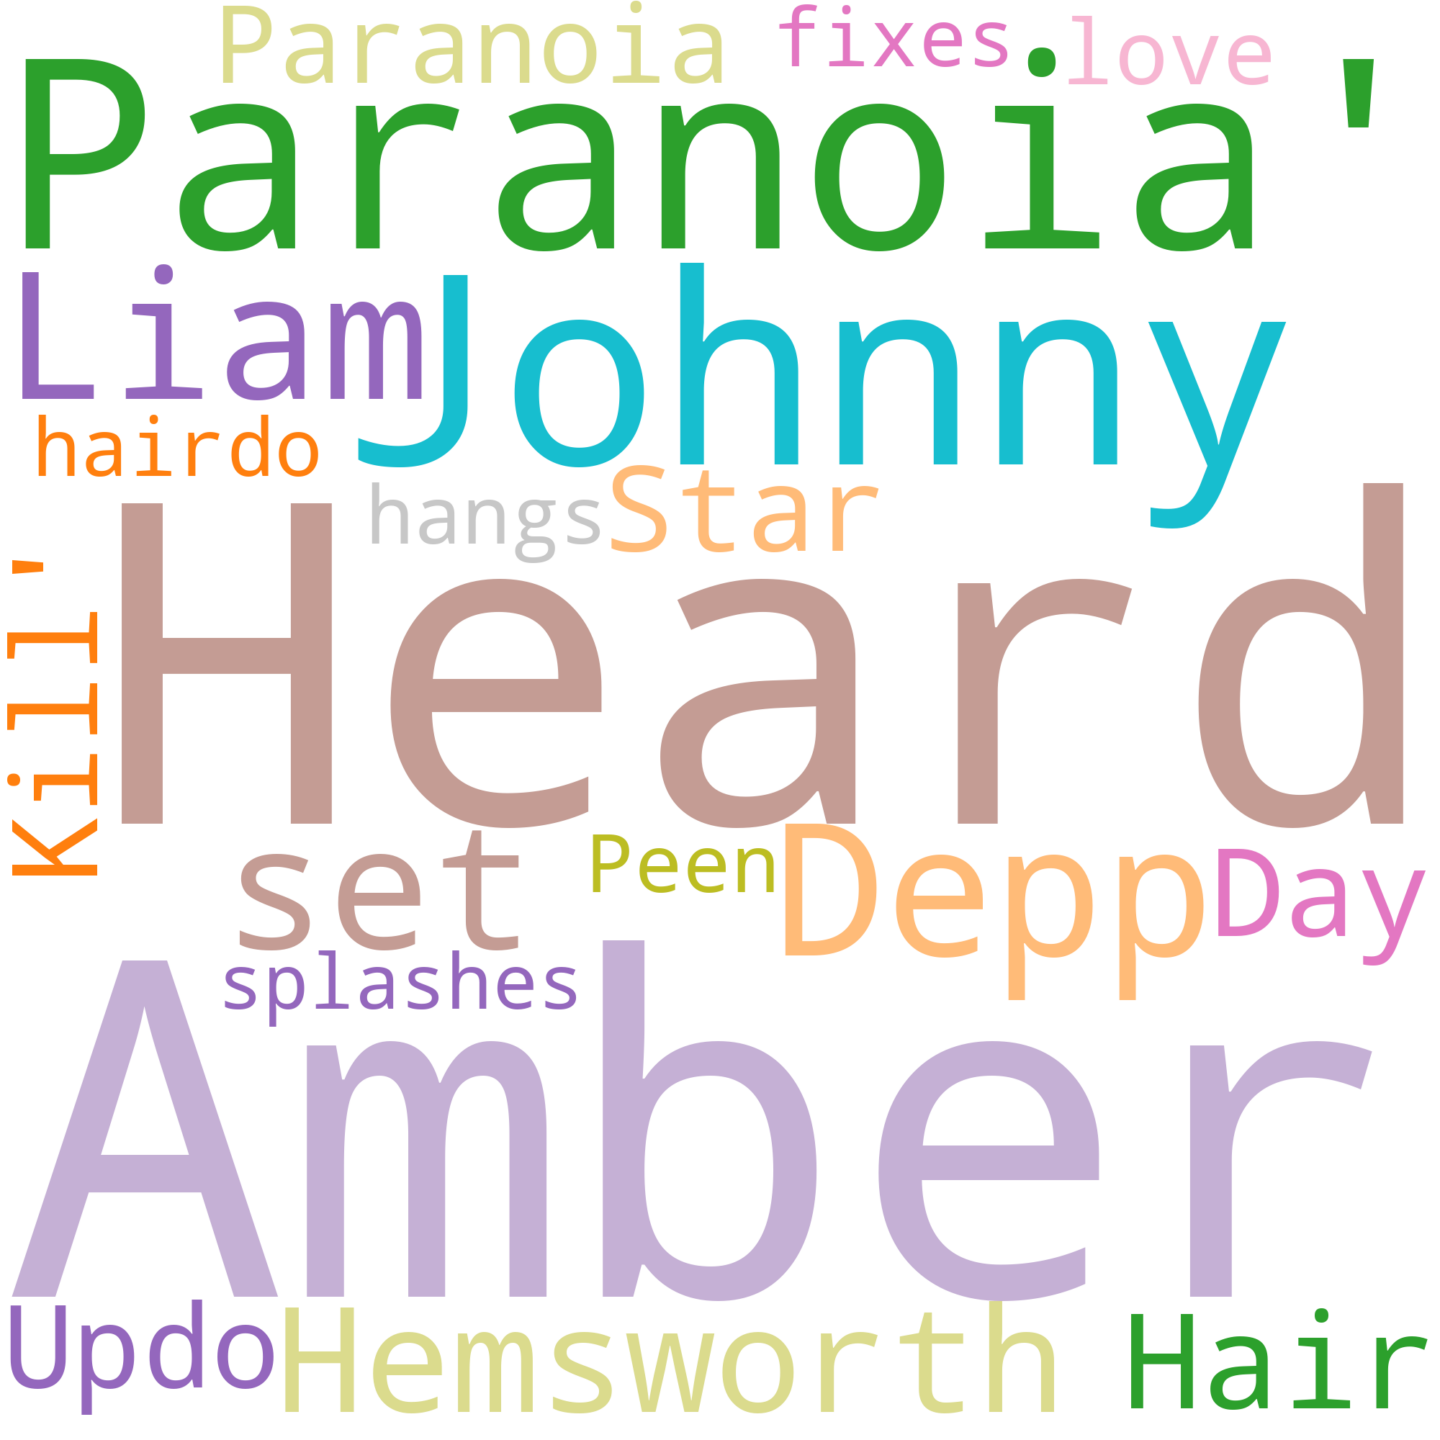 Paranoia fixes love
Paranoia'
Liam Johnny
hairdo
hangs Star
Kill'
Heard
set Peen Depp Day
splashes
Amber
Updo Hemsworth Hair